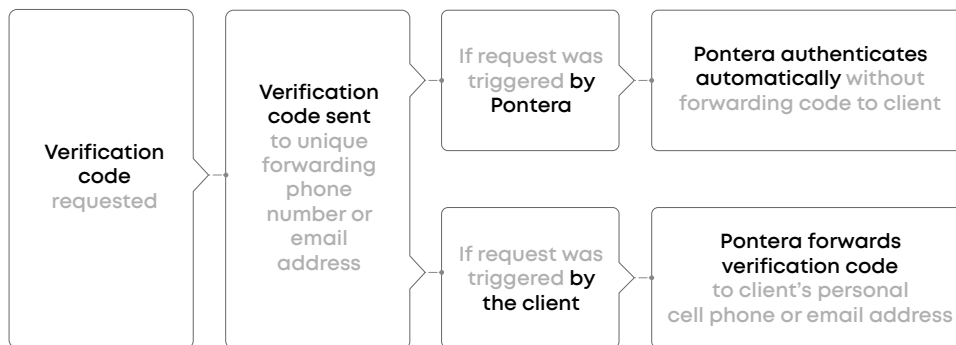 Verification
code
requested
Verification
code sent
to unique
forwarding
phone
number or
email
address
If request was
triggered by
Pontera
Pontera authenticates
automatically without
forwarding code to client
If request was
triggered by
the client
Pontera forwards
verification code
to client’s personal
cell phone or email address